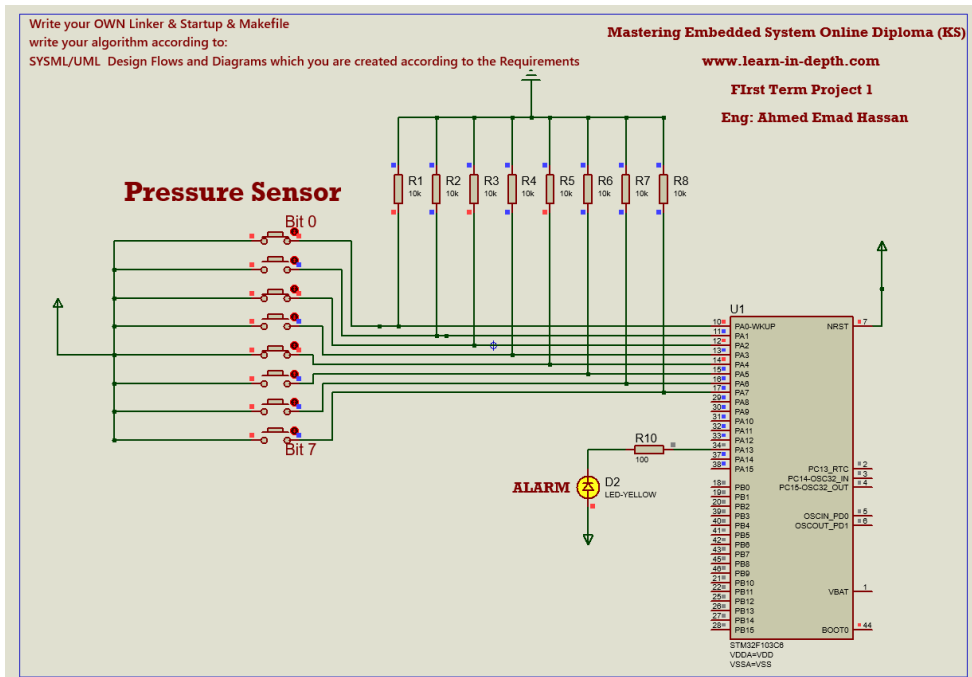 Write your OWN Linker & Startup & Makefile
write your algorithm according to:
SYSML/UML Design Flows and Diagrams which you are created according to the Requirements
Mastering Embedded System Online Diploma (KS)
www.learn-in-depth.com
FIrst Term Project 1
Eng: Ahmed Emad Hassan
Pressure Sensor
Bit 0
Bit 7
R1
10k
R2
10k
R3
10k
R4
10k
R5
10k
R6
10k
R7
10k
R8
10k
ALARM
D2
LED-YELLOW
R10
100
U1
10 PA0-WKUP
11 PA1
12 PA2
13 PA3
14 PA4
15 PA5
16 PA6
17 PA7
29 PA8
30 PA9
31 PA10
32 PA11
33 PA12
34 PA13
37 PA14
38 PA15
18 PB0
19 PB1
20 PB2
39 PB3
40 PB4
41 PB5
42 PB6
43 PB7
45 PB8
46 PB9
21 PB10
22 PB11
25 PB12
26 PB13
27 PB14
28 PB15
NRST 7
PC13_RTC 2
PC14-OSC32_IN 3
PC15-OSC32_OUT 4
OSCIN_PD0 5
OSCOUT_PD1 6
VBAT 1
BOOT0 44
STM32F103C6
VDDA=VDD
VSSA=VSS